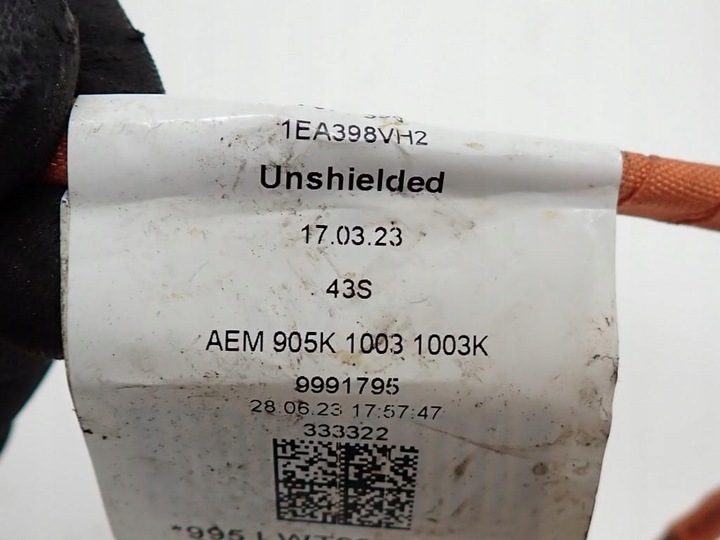 1EA398VH2
Unshielded
17.03.23
43S
AEM 905K 1003 1003K
9991795
28.06.23 17:57:47
333322